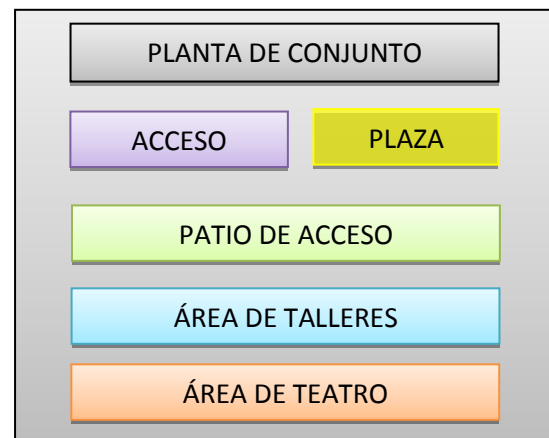 PLANTA DE CONJUNTO
ACCESO
PLAZA
PATIO DE ACCESO
ÁREA DE TALLERES
ÁREA DE TEATRO